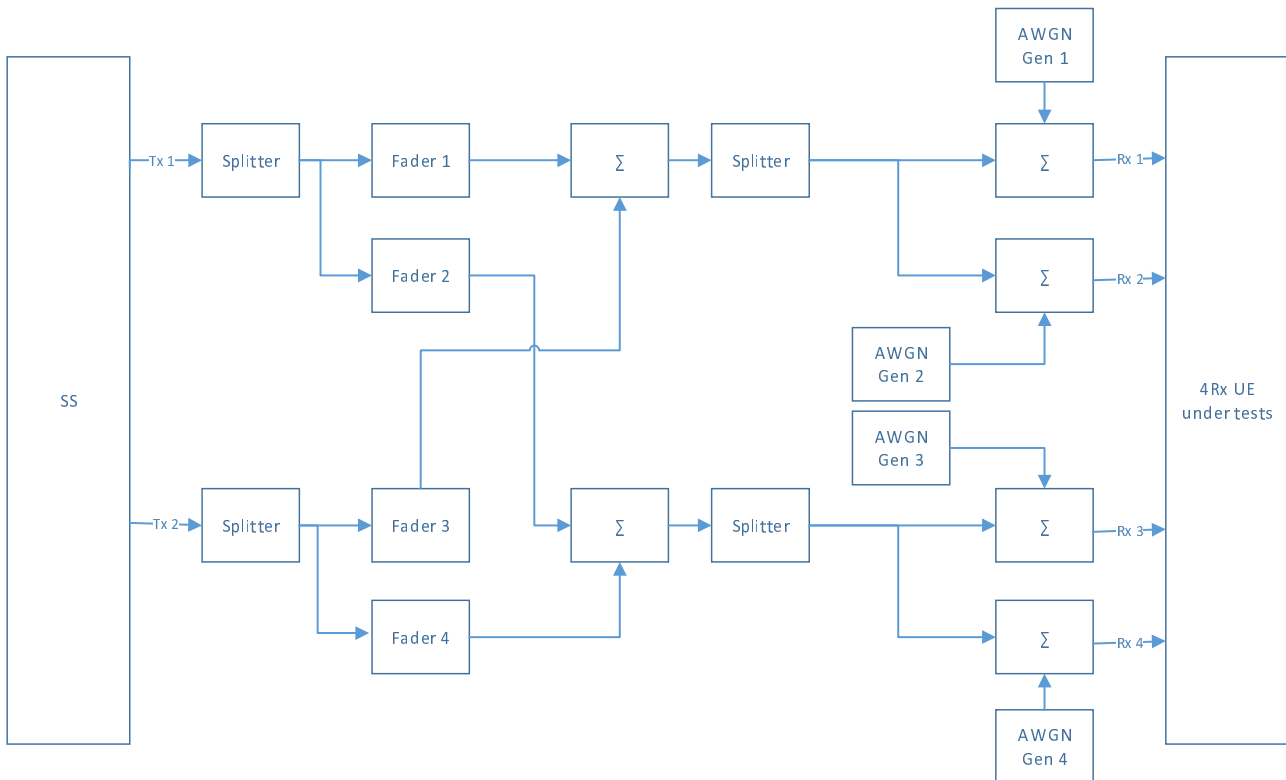 AWGN
Gen 1
Tx 1
Splitter
Fader 1
∑
Splitter
∑
Rx 1
Fader 2
∑
Rx 2
AWGN
Gen 2
SS
4Rx UE
under tests
AWGN
Gen 3
Tx 2
Splitter
Fader 3
∑
Splitter
∑
Rx 3
Fader 4
∑
Rx 4
AWGN
Gen 4